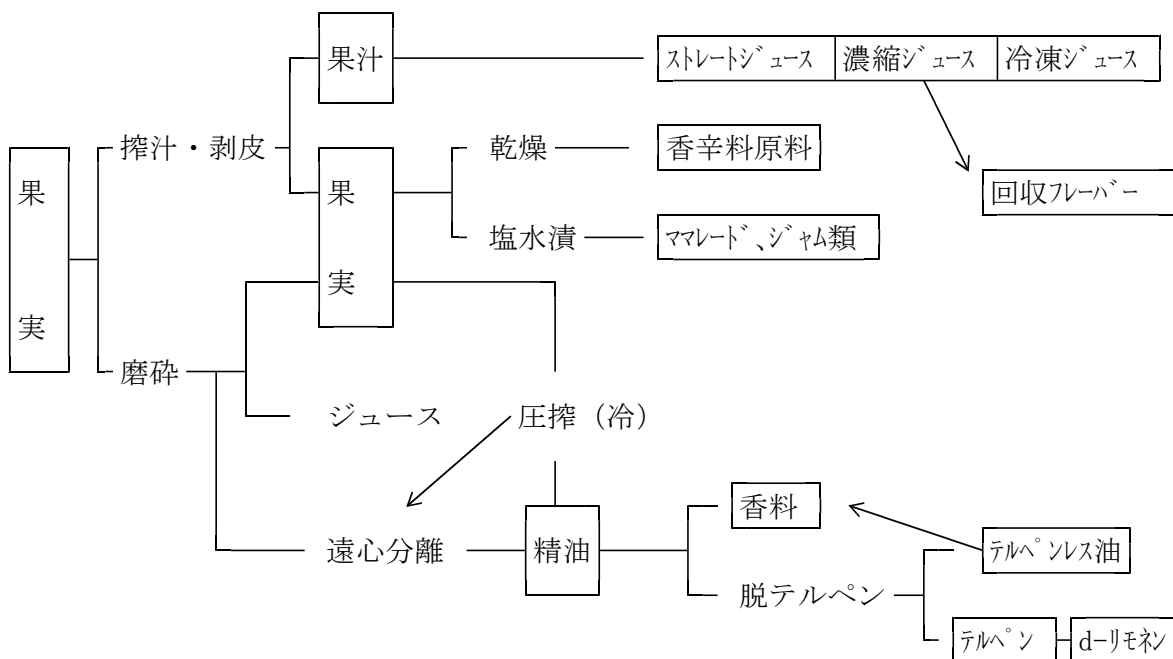 果汁
ストレートジュース 濃縮ジュース 冷凍ジュース
搾汁・剥皮
果実
乾燥
香辛料原料
回収フレーバー
果実
塩水漬
ママレード、ジャム類
磨砕
ジュース
圧搾（冷）
香料
遠心分離
精油
テルペンレス油
脱テルペン
テルペン
d-リモネン